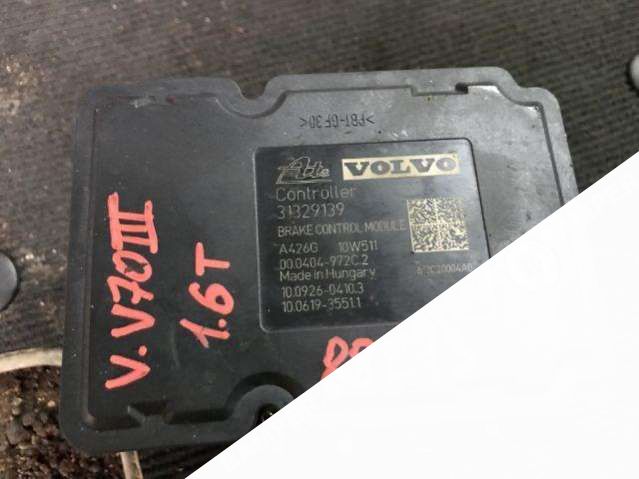 >PBT-GF30<
Ate VOLVO
Controller
31329139
BRAKE CONTROL MODULE
A426G 10W511
00.0404-972C.2
Made in Hungary
10.0926-0410.3
10.0619-3551.1
V.V70III
1.6T